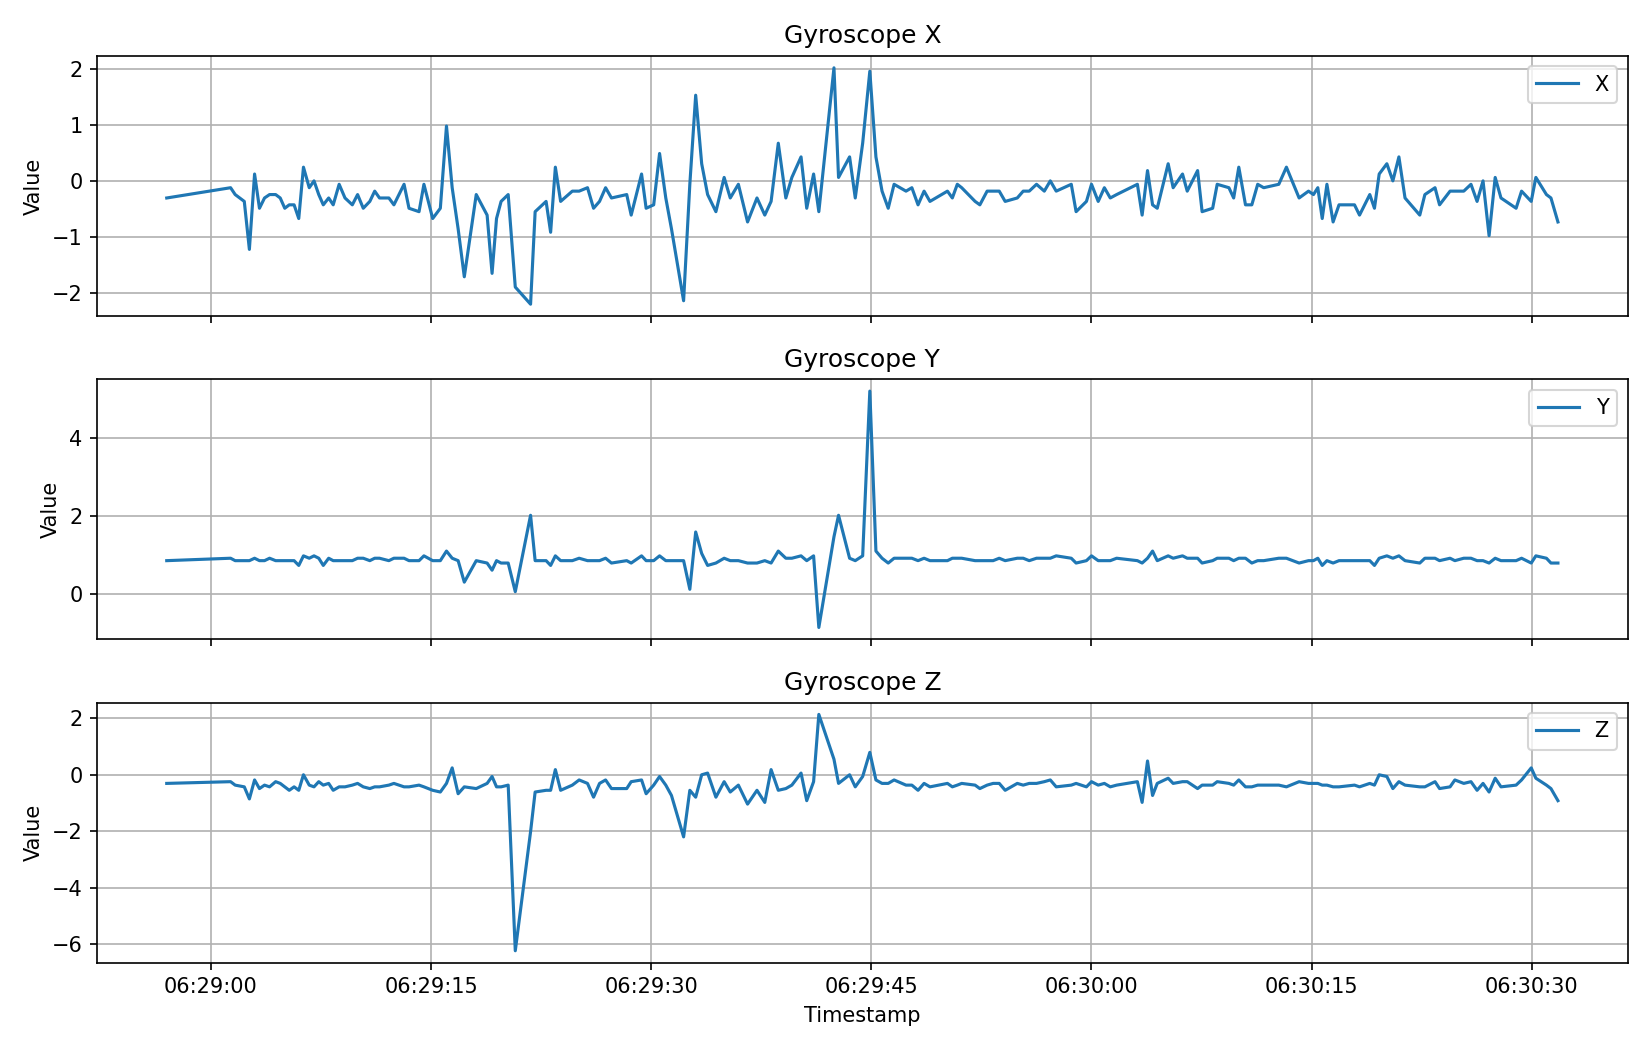 Gyroscope X
2
1
0
−1
−2
Value
X
Gyroscope Y
4
2
0
Value
Y
Gyroscope Z
2
0
−2
−4
−6
Value
Z
06:29:00 06:29:15 06:29:30 06:29:45 06:30:00 06:30:15 06:30:30
Timestamp